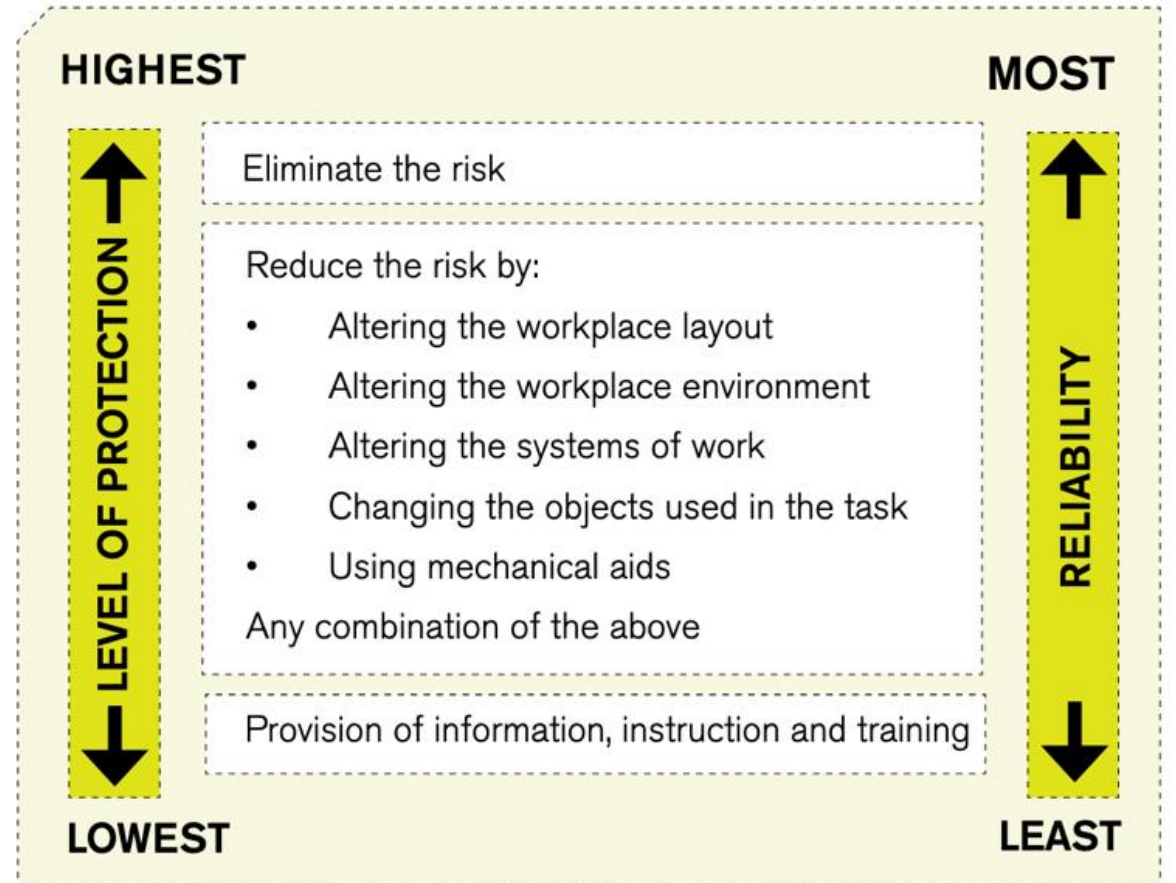 HIGHEST
MOST
LEVEL OF PROTECTION
Eliminate the risk
Reduce the risk by:
• Altering the workplace layout
• Altering the workplace environment
• Altering the systems of work
• Changing the objects used in the task
• Using mechanical aids
Any combination of the above
Provision of information, instruction and training
RELIABILITY
LOWEST
LEAST